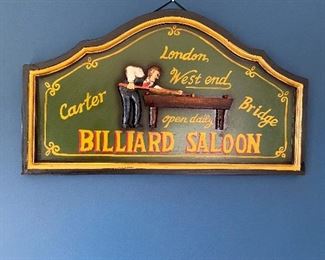 London
West end
Carter
Bridge
open daily
BILLIARD SALOON